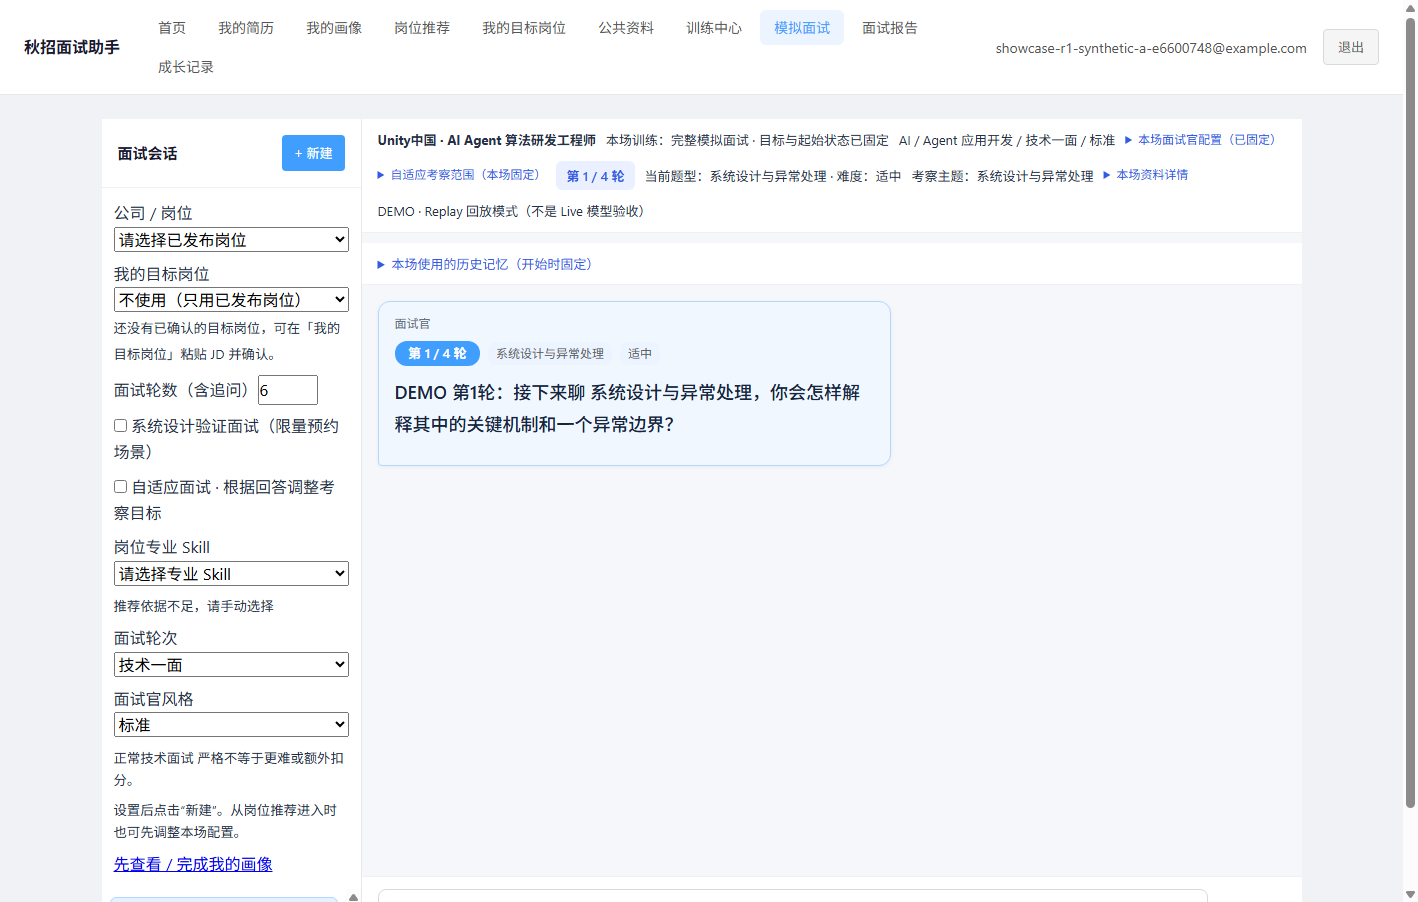 秋招面试助手
首页
我的简历
我的画像
岗位推荐
我的目标岗位
公共资料
训练中心
模拟面试
面试报告
成长记录
showcase-r1-synthetic-a-e6600748@example.com
退出
面试会话
+ 新建
公司 / 岗位
请选择已发布岗位
我的目标岗位
不使用（只用已发布岗位）
还没有已确认的目标岗位，可在「我的
目标岗位」粘贴 JD 并确认。
面试轮数（含追问） 6
系统设计验证面试（限量预约
场景）
自适应面试 · 根据回答调整考
察目标
岗位专业 Skill
请选择专业 Skill
推荐依据不足，请手动选择
面试轮次
技术一面
面试官风格
标准
正常技术面试 严格不等于更难或额外扣
分。
设置后点击“新建”。从岗位推荐进入时
也可先调整本场配置。
先查看 / 完成我的画像
Unity中国 · AI Agent 算法研发工程师 本场训练：完整模拟面试 · 目标与起始状态已固定 AI / Agent 应用开发 / 技术一面 / 标准 ▶ 本场面试官配置（已固定）
▶ 自适应考察范围（本场固定） 第 1 / 4 轮 当前题型：系统设计与异常处理 · 难度：适中 考察主题：系统设计与异常处理 ▶ 本场资料详情
DEMO · Replay 回放模式（不是 Live 模型验收）
▶ 本场使用的历史记忆（开始时固定）
面试官
第 1 / 4 轮 系统设计与异常处理 适中
DEMO 第1轮：接下来聊 系统设计与异常处理，你会怎样解
释其中的关键机制和一个异常边界？